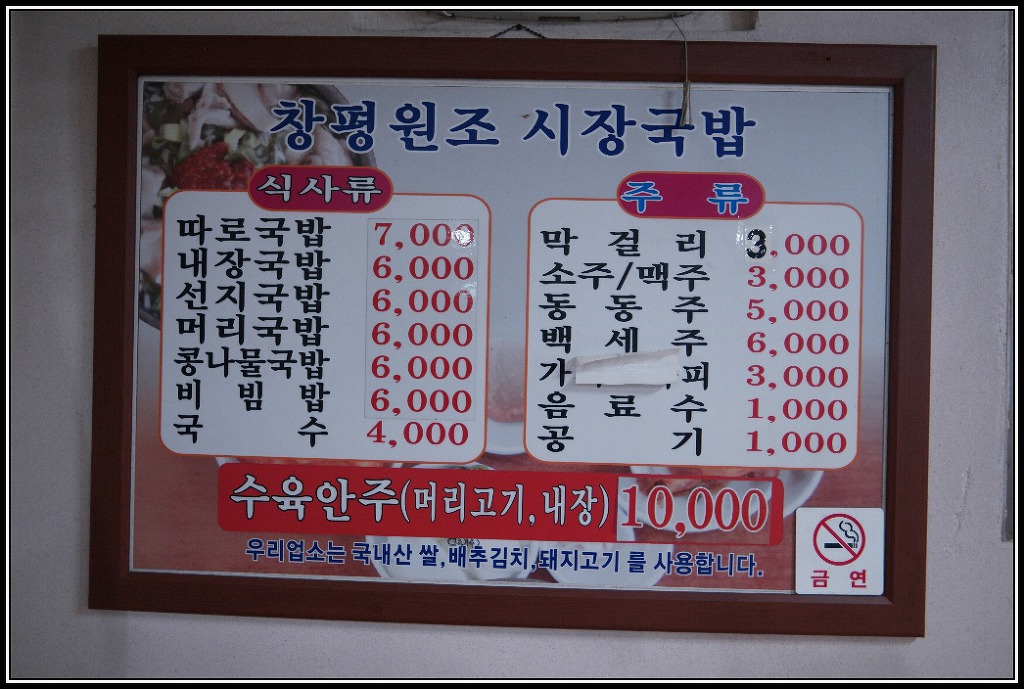 창평원조 시장국밥
식사류
따로국밥 7,000
내장국밥 6,000
선지국밥 6,000
머리국밥 6,000
콩나물국밥 6,000
비빔밥 6,000
국수 4,000
주류
막걸리 3,000
소주/맥주 3,000
동동주 5,000
백세주 6,000
가 피 3,000
음료수 1,000
공기 1,000
수육안주(머리고기,내장) 10,000
우리업소는 국내산 쌀,배추김치,돼지고기 를 사용합니다.
금연